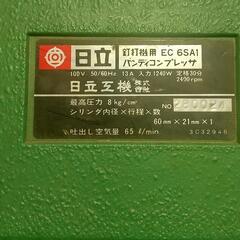 日立 釘打機用 EC 6SA1
ハンディコンプレッサ
100V 50/60Hz 13A 入力1240W 定格30分
2490 rpm
日立工機株式会社
最高圧力 8kg/cm² NO.
シリンダ内径×行程×数
60mm×21mm×1
吐出し空気量 65ℓ/min
3C32946